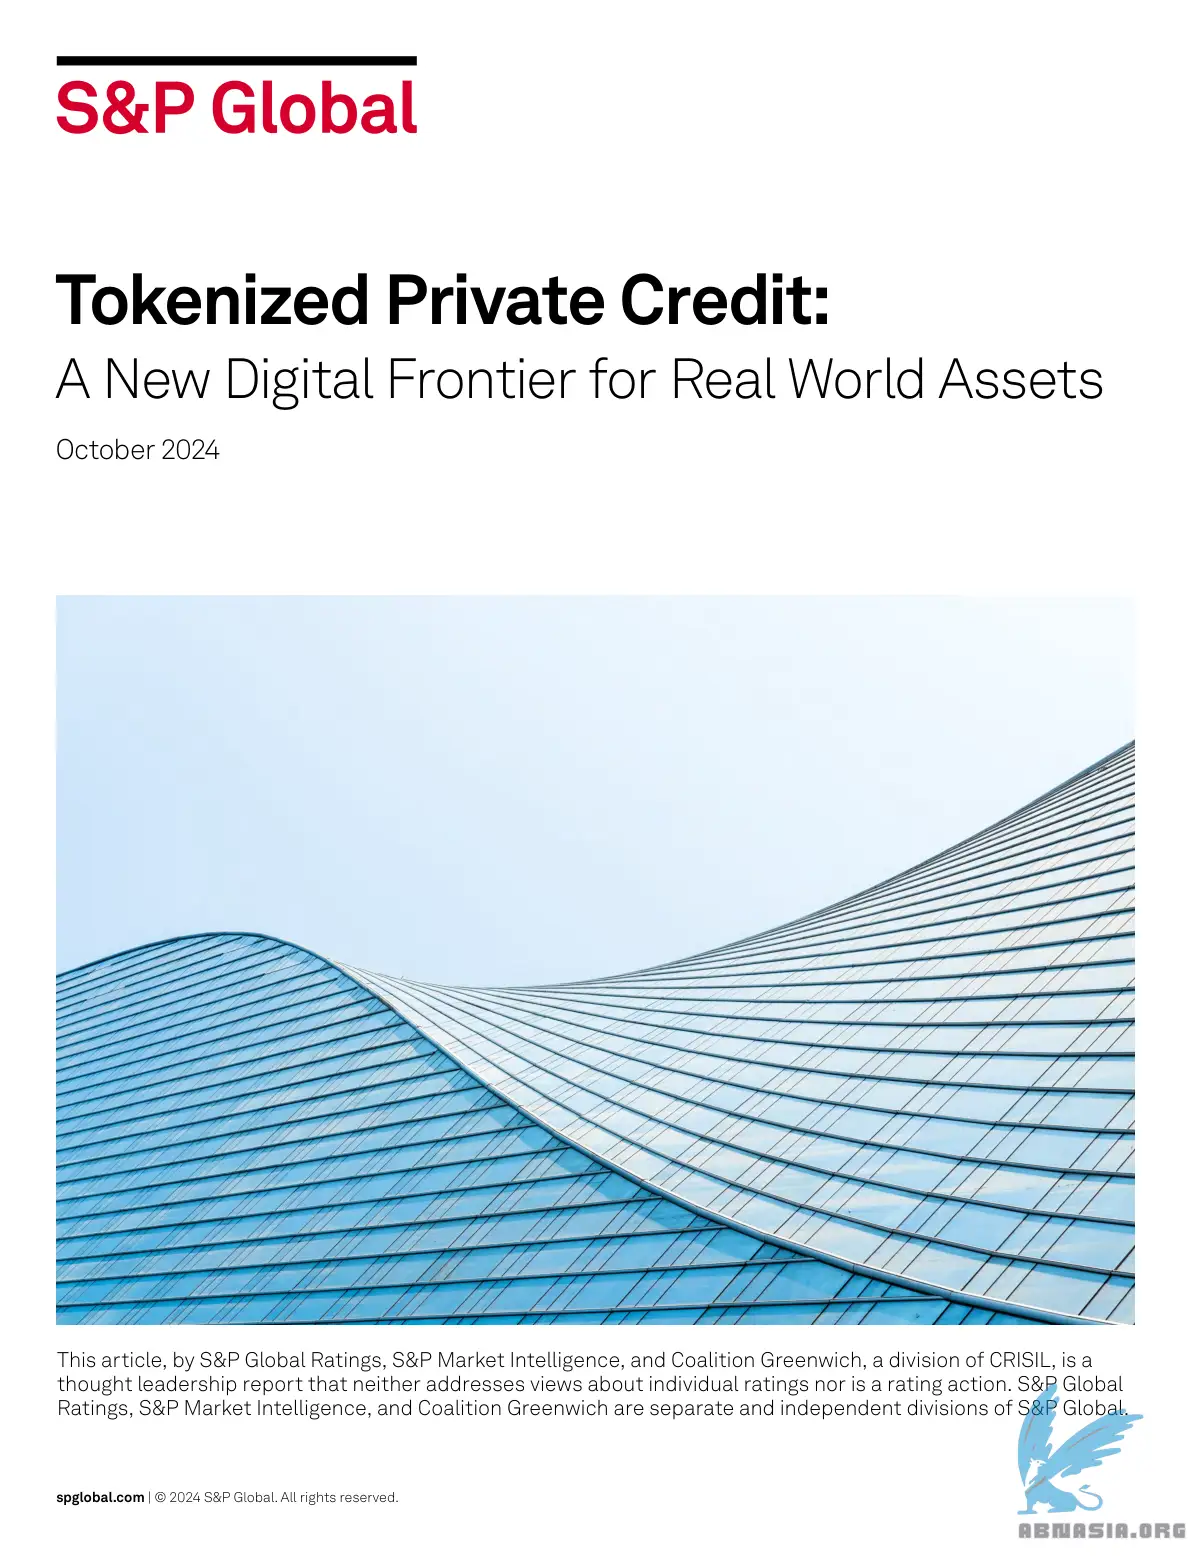 S&P Global
Tokenized Private Credit:
A New Digital Frontier for Real World Assets
October 2024
This article, by S&P Global Ratings, S&P Market Intelligence, and Coalition Greenwich, a division of CRISIL, is a
thought leadership report that neither addresses views about individual ratings nor is a rating action. S&P Global
Ratings, S&P Market Intelligence, and Coalition Greenwich are separate and independent divisions of S&P Global.
spglobal.com | © 2024 S&P Global. All rights reserved.
ABNASIA.ORG